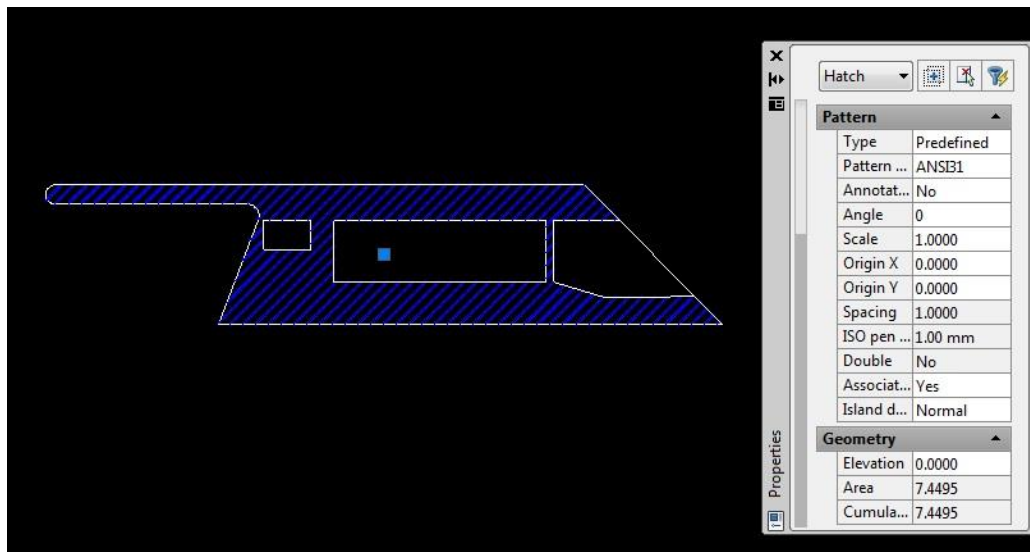 Hatch
Pattern
Type Predefined
Pattern ... ANSI31
Annotat... No
Angle 0
Scale 1.0000
Origin X 0.0000
Origin Y 0.0000
Spacing 1.0000
ISO pen ... 1.00 mm
Double No
Associat... Yes
Island d... Normal
Geometry
Elevation 0.0000
Area 7.4495
Cumula... 7.4495
Properties